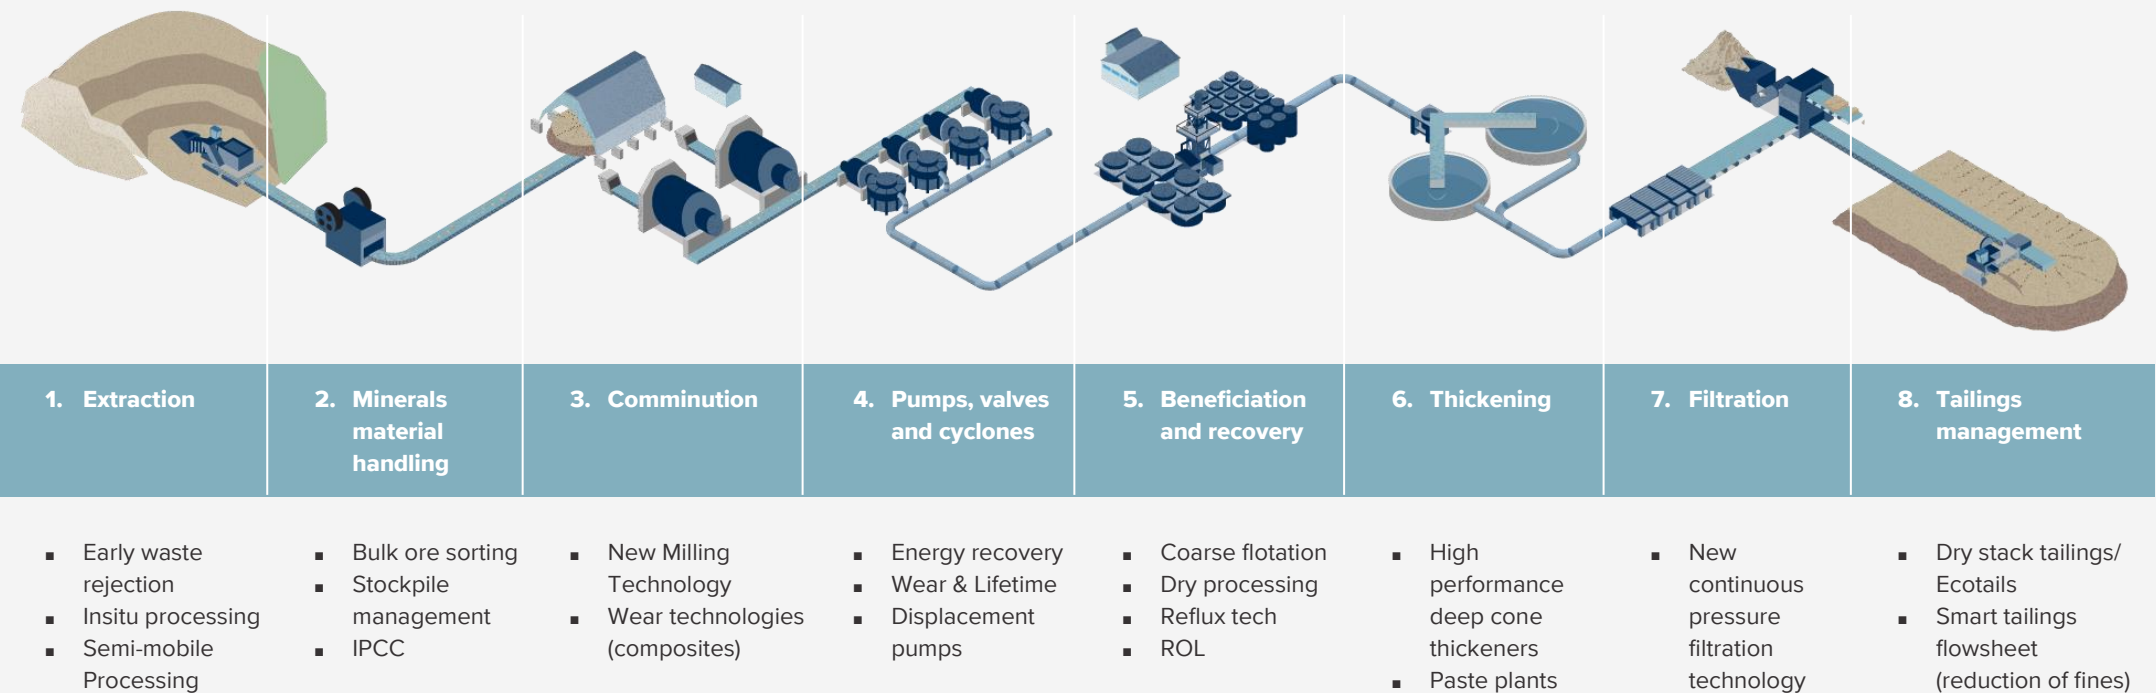 1. Extraction
2. Minerals
material
handling
3. Comminution
4. Pumps, valves
and cyclones
5. Beneficiation
and recovery
6. Thickening
7. Filtration
8. Tailings
management
▪ Early waste
rejection
▪ Insitu processing
▪ Semi-mobile
Processing
▪ Bulk ore sorting
▪ Stockpile
management
▪ IPCC
▪ New Milling
Technology
▪ Wear technologies
(composites)
▪ Energy recovery
▪ Wear & Lifetime
▪ Displacement
pumps
▪ Coarse flotation
▪ Dry processing
▪ Reflux tech
▪ ROL
▪ High
performance
deep cone
thickeners
▪ Paste plants
▪ New
continuous
pressure
filtration
technology
▪ Dry stack tailings/
Ecotails
▪ Smart tailings
flowsheet
(reduction of fines)